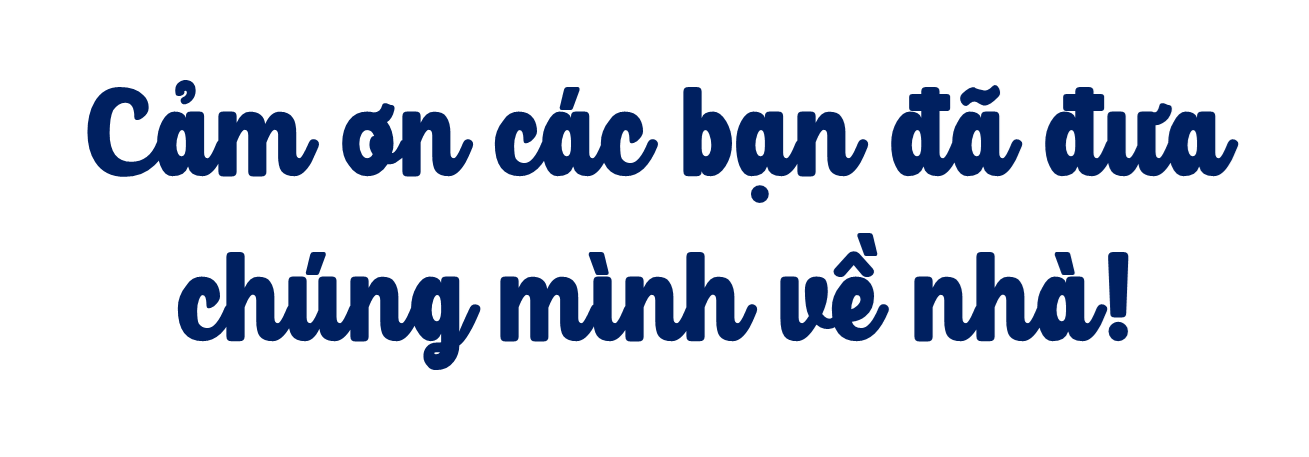 Cảm ơn các bạn đã đưa
chúng mình về nhà!